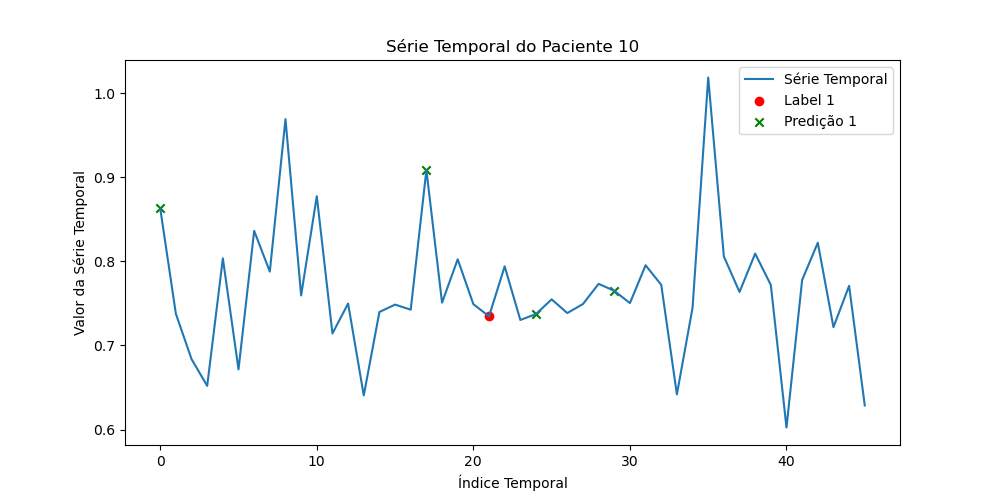 Série Temporal do Paciente 10
Série Temporal
Label 1
Predição 1
Valor da Série Temporal
1.0
0.9
0.8
0.7
0.6
0
10
20
30
40
Índice Temporal